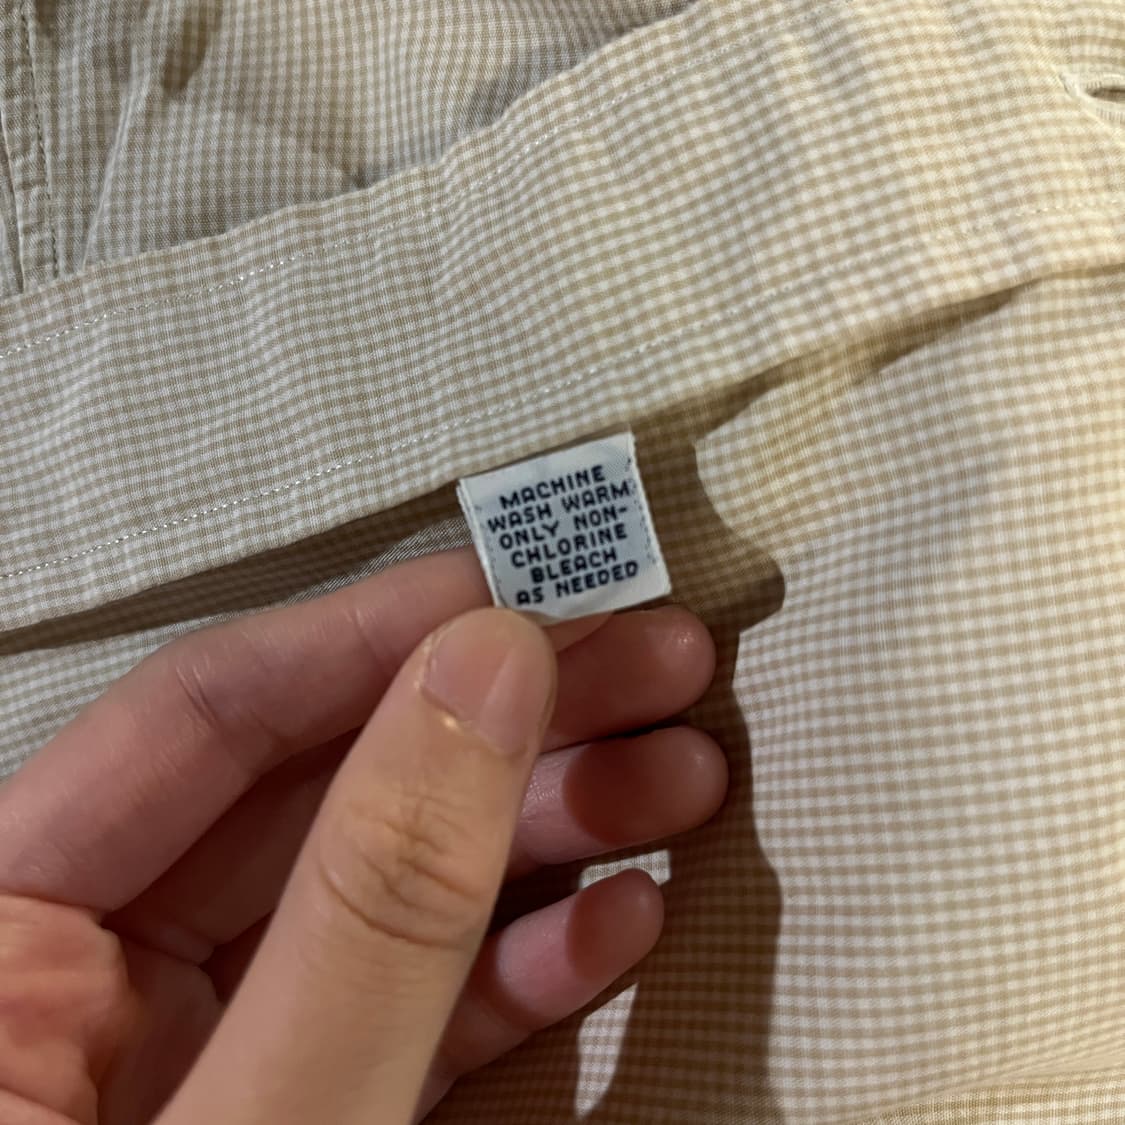 MACHINE
WASH WARM
ONLY NON-
CHLORINE
BLEACH
AS NEEDED